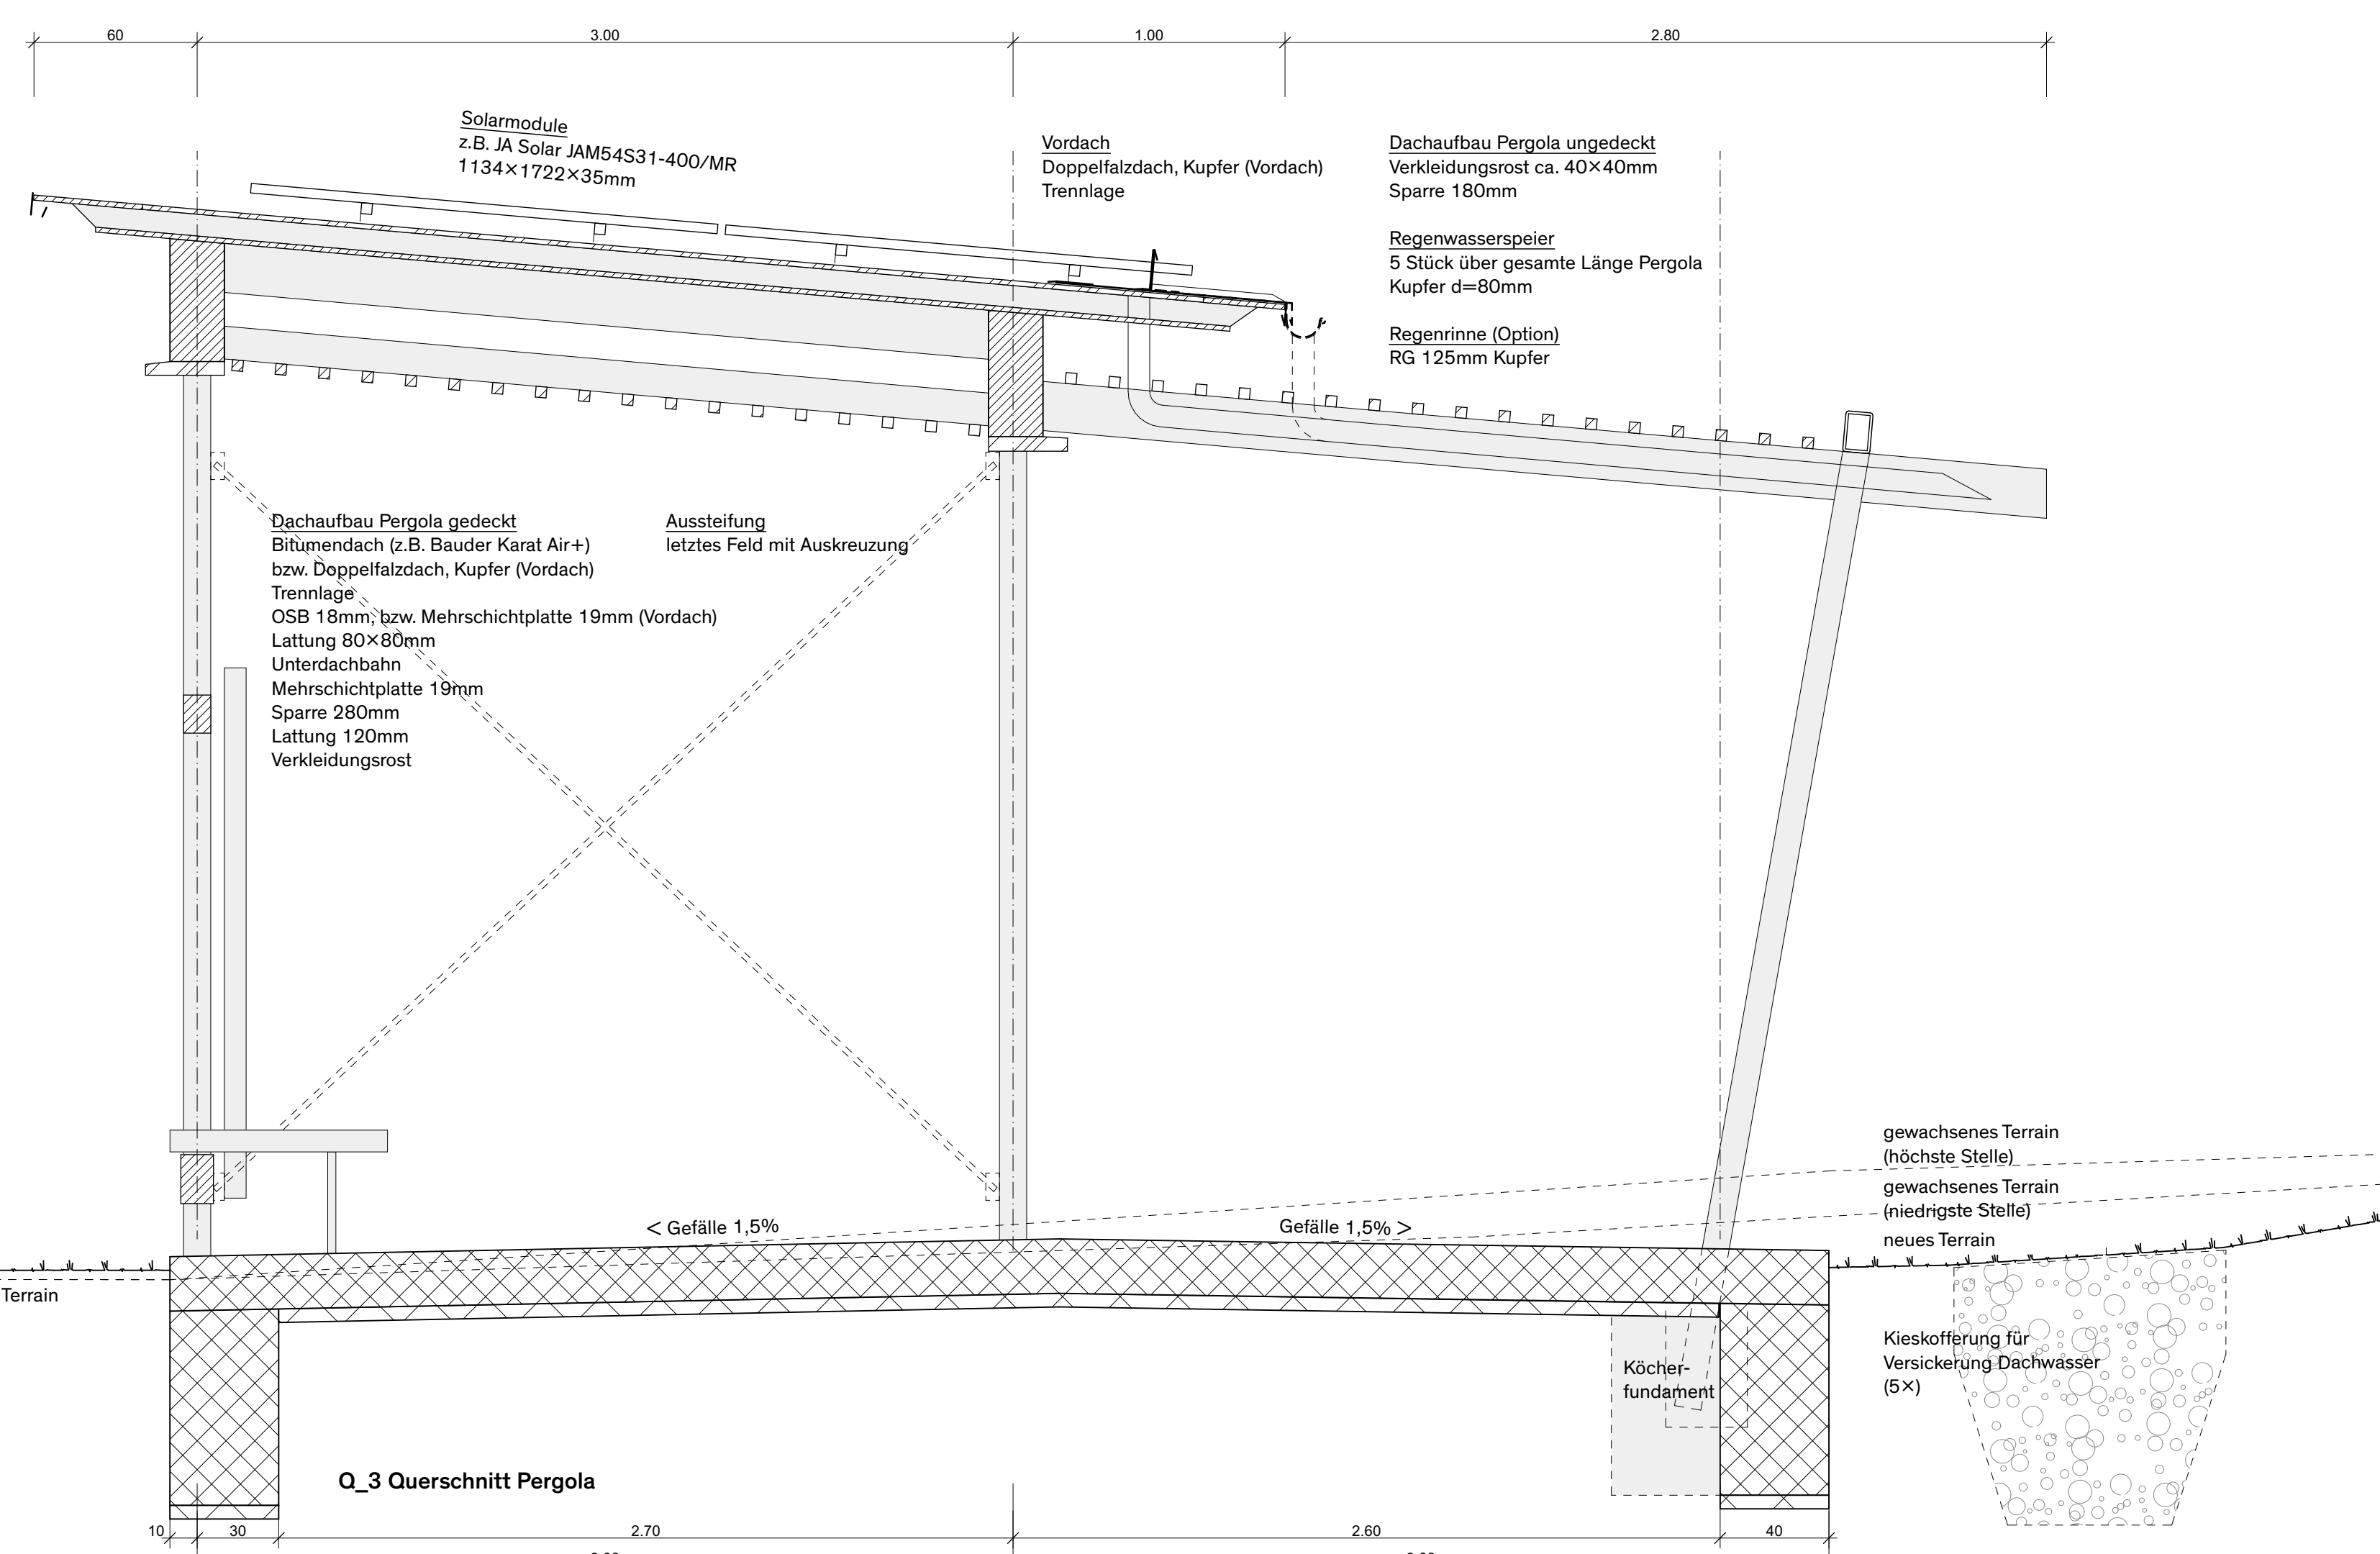 60
3.00
1.00
2.80
Solarmodule
z.B. JA Solar JAM54S31-400/MR
1134×1722×35mm
Vordach
Doppelfalzdach, Kupfer (Vordach)
Trennlage
Dachaufbau Pergola ungedeckt
Verkleidungsrost ca. 40×40mm
Sparre 180mm
Regenwasserspeier
5 Stück über gesamte Länge Pergola
Kupfer d=80mm
Regenrinne (Option)
RG 125mm Kupfer
Dachaufbau Pergola gedeckt
Bitumendach (z.B. Bauder Karat Air+)
bzw. Doppelfalzdach, Kupfer (Vordach)
Trennlage
OSB 18mm, bzw. Mehrschichtplatte 19mm (Vordach)
Lattung 80×80mm
Unterdachbahn
Mehrschichtplatte 19mm
Sparre 280mm
Lattung 120mm
Verkleidungsrost
Aussteifung
letztes Feld mit Auskreuzung
gewachsenes Terrain
(höchste Stelle)
gewachsenes Terrain
(niedrigste Stelle)
neues Terrain
< Gefälle 1,5%
Gefälle 1,5% >
Terrain
Kieskofferung für
Versickerung Dachwasser
(5×)
Köcher-
fundament
Q_3 Querschnitt Pergola
10
30
2.70
2.60
40